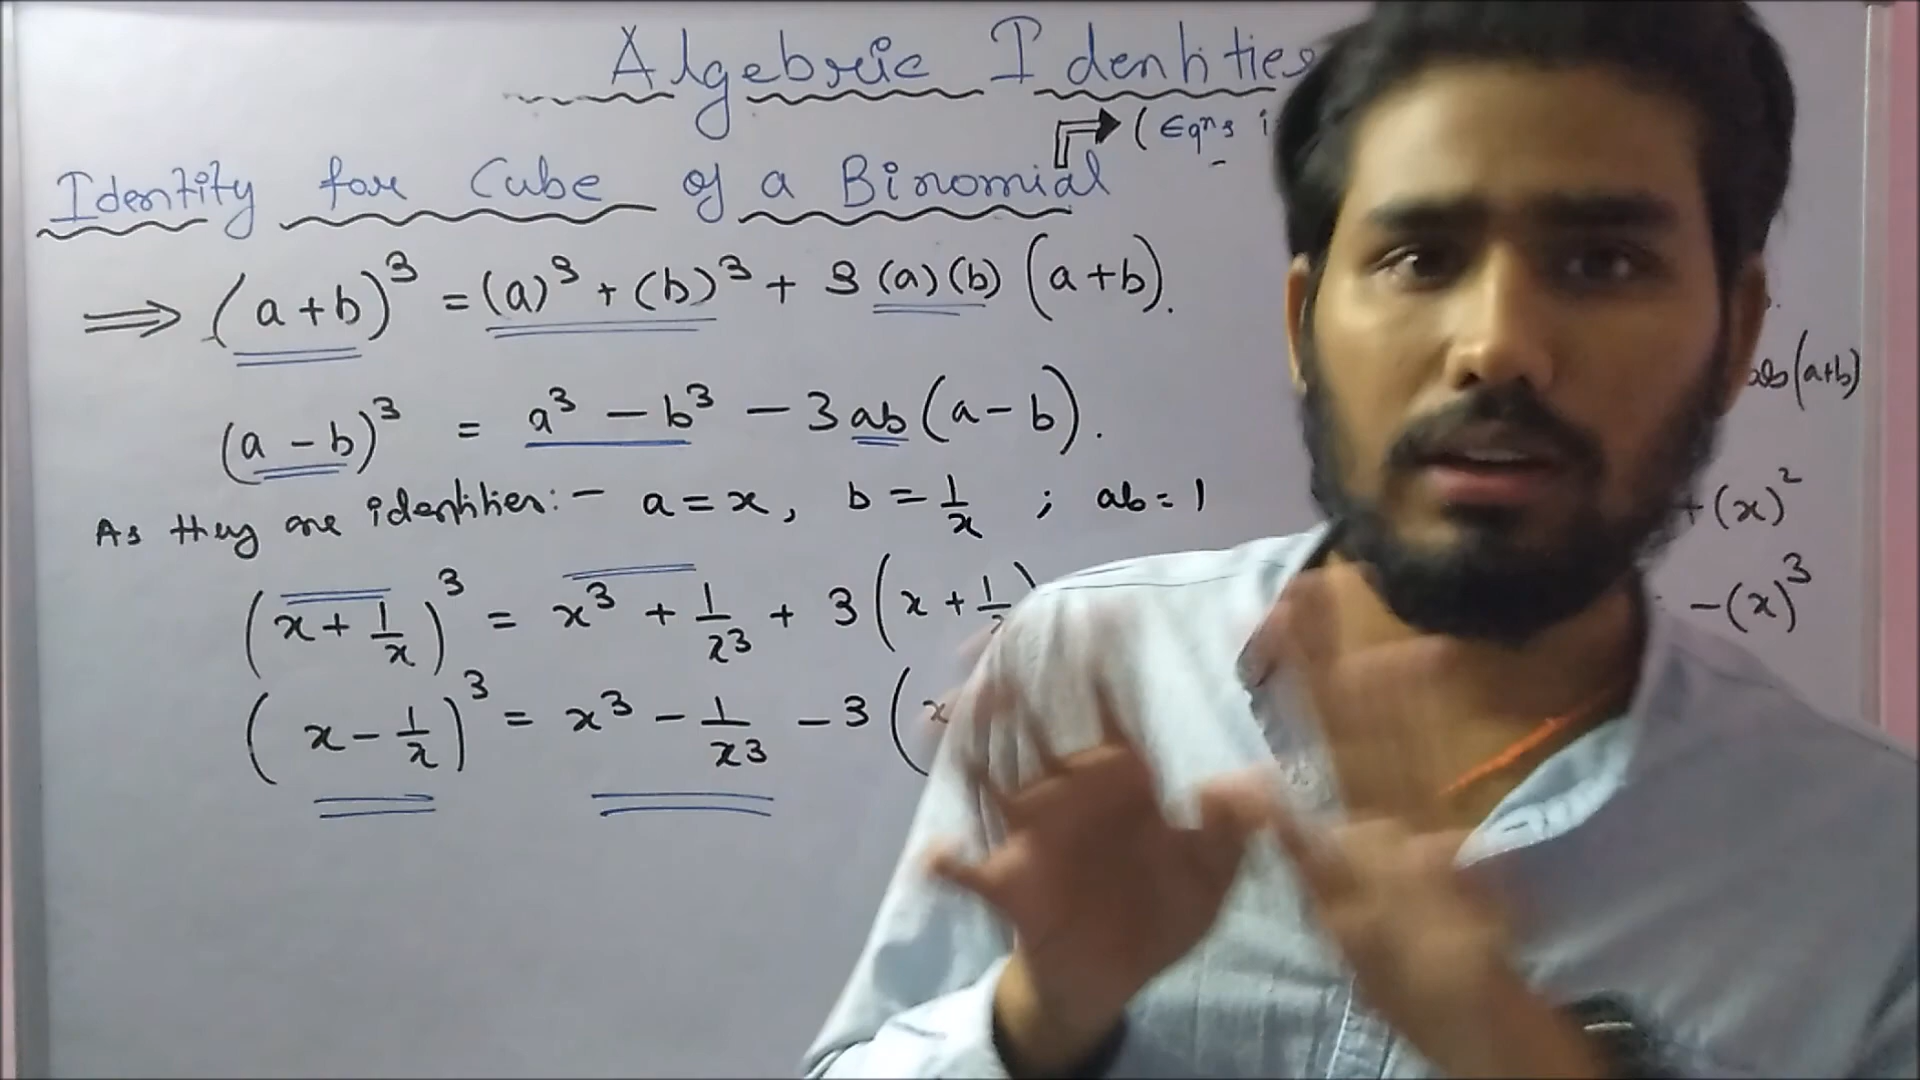 Algebric Identities
(Eqns i
Identity for Cube of a Binomial
⟹ (a+b)³ = (a)³ + (b)³ + 3 (a)(b) (a+b).
(a-b)³ = a³ - b³ - 3ab (a-b).
ab(a+b)
As they are identities:- a = x, b = 1/x ; ab = 1
+(x)²
(x + 1/x)³ = x³ + 1/x³ + 3(x + 1/x)
-(x)³
(x - 1/x)³ = x³ - 1/x³ - 3(x